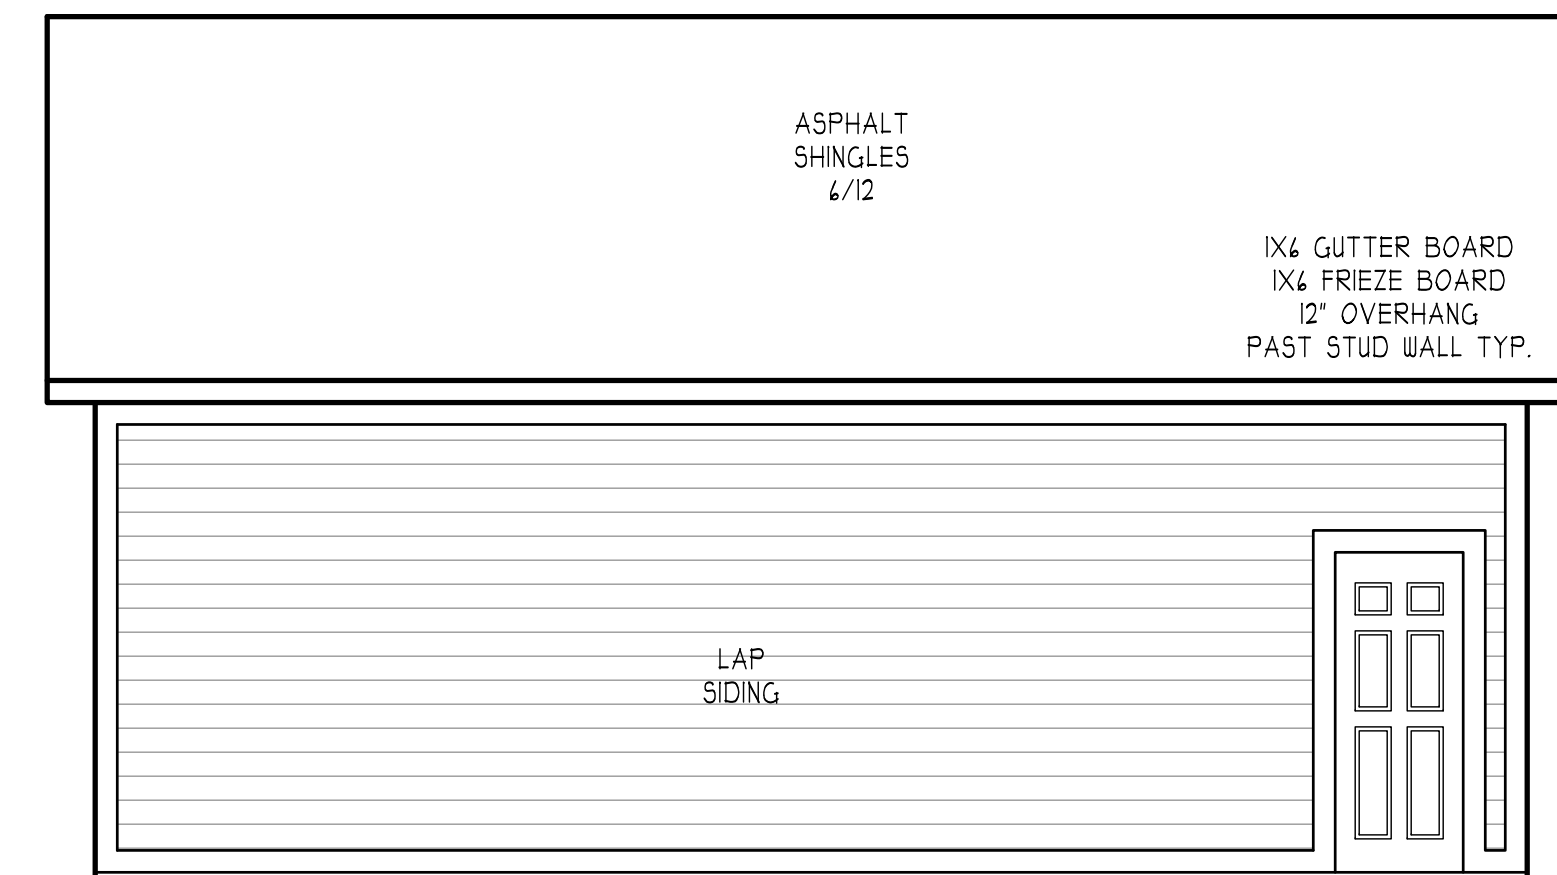 ASPHALT
SHINGLES
6/12
1X6 GUTTER BOARD
1X6 FRIEZE BOARD
12" OVERHANG
PAST STUD WALL TYP.
LAP
SIDING